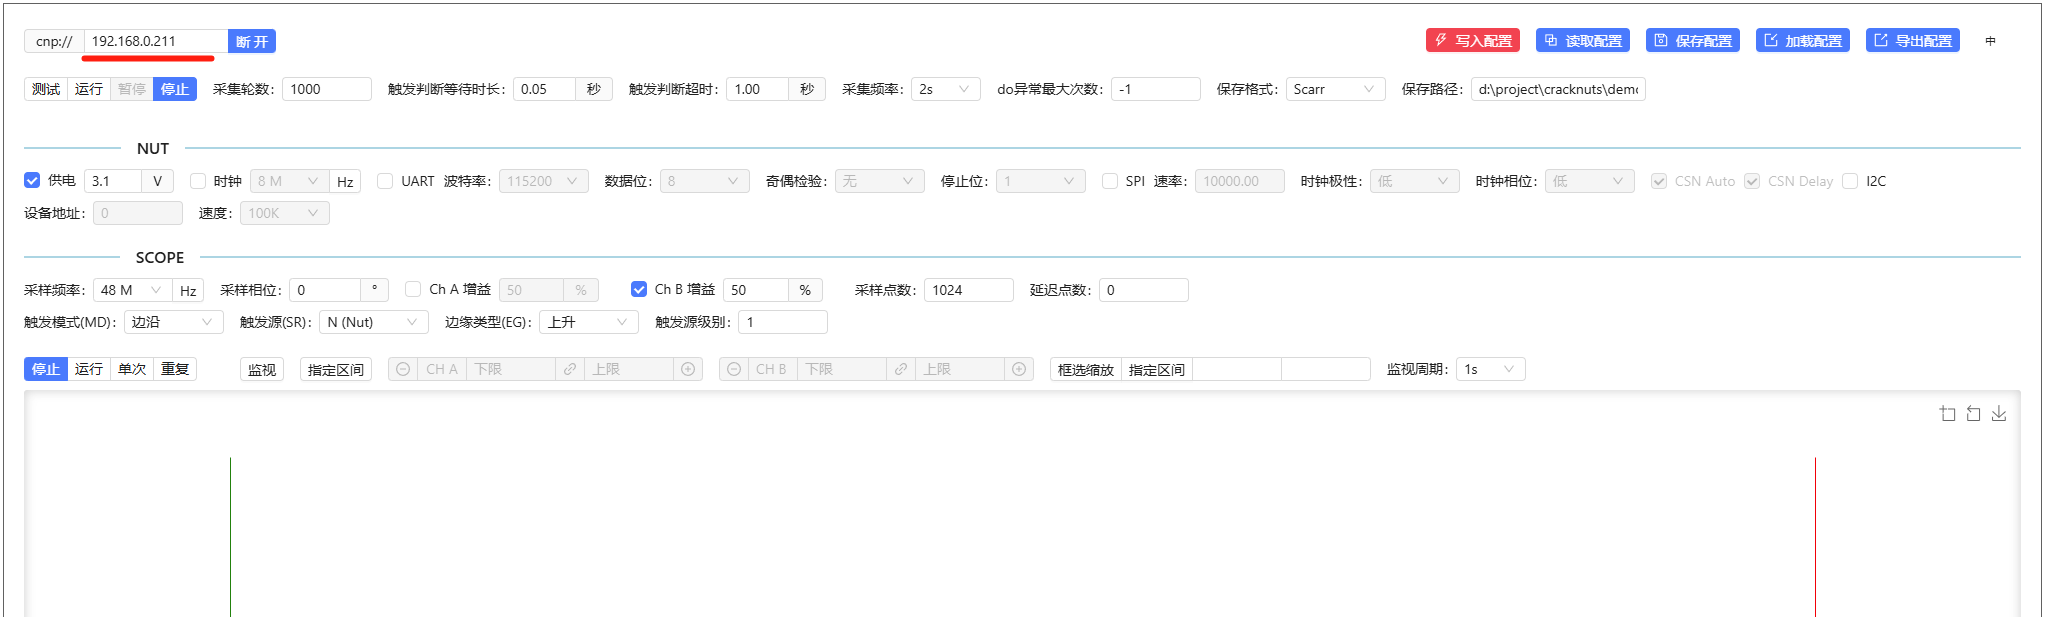 cnp:// 192.168.0.211 断开 写入配置 读取配置 保存配置 加载配置 导出配置 中
测试 运行 暂停 停止 采集轮数: 1000 触发判断等待时长: 0.05 秒 触发判断超时: 1.00 秒 采集频率: 2s do异常最大次数: -1 保存格式: Scarr 保存路径: d:\project\cracknuts\demo
NUT
供电 3.1 V 时钟 8 M Hz UART 波特率: 115200 数据位: 8 奇偶检验: 无 停止位: 1 SPI 速率: 10000.00 时钟极性: 低 时钟相位: 低 CSN Auto CSN Delay I2C
设备地址: 0 速度: 100K
SCOPE
采样频率: 48 M Hz 采样相位: 0 ° Ch A 增益 50 % Ch B 增益 50 % 采样点数: 1024 延迟点数: 0
触发模式(MD): 边沿 触发源(SR): N (Nut) 边缘类型(EG): 上升 触发源级别: 1
停止 运行 单次 重复 监视 指定区间 CH A 下限 上限 CH B 下限 上限 框选缩放 指定区间 监视周期: 1s